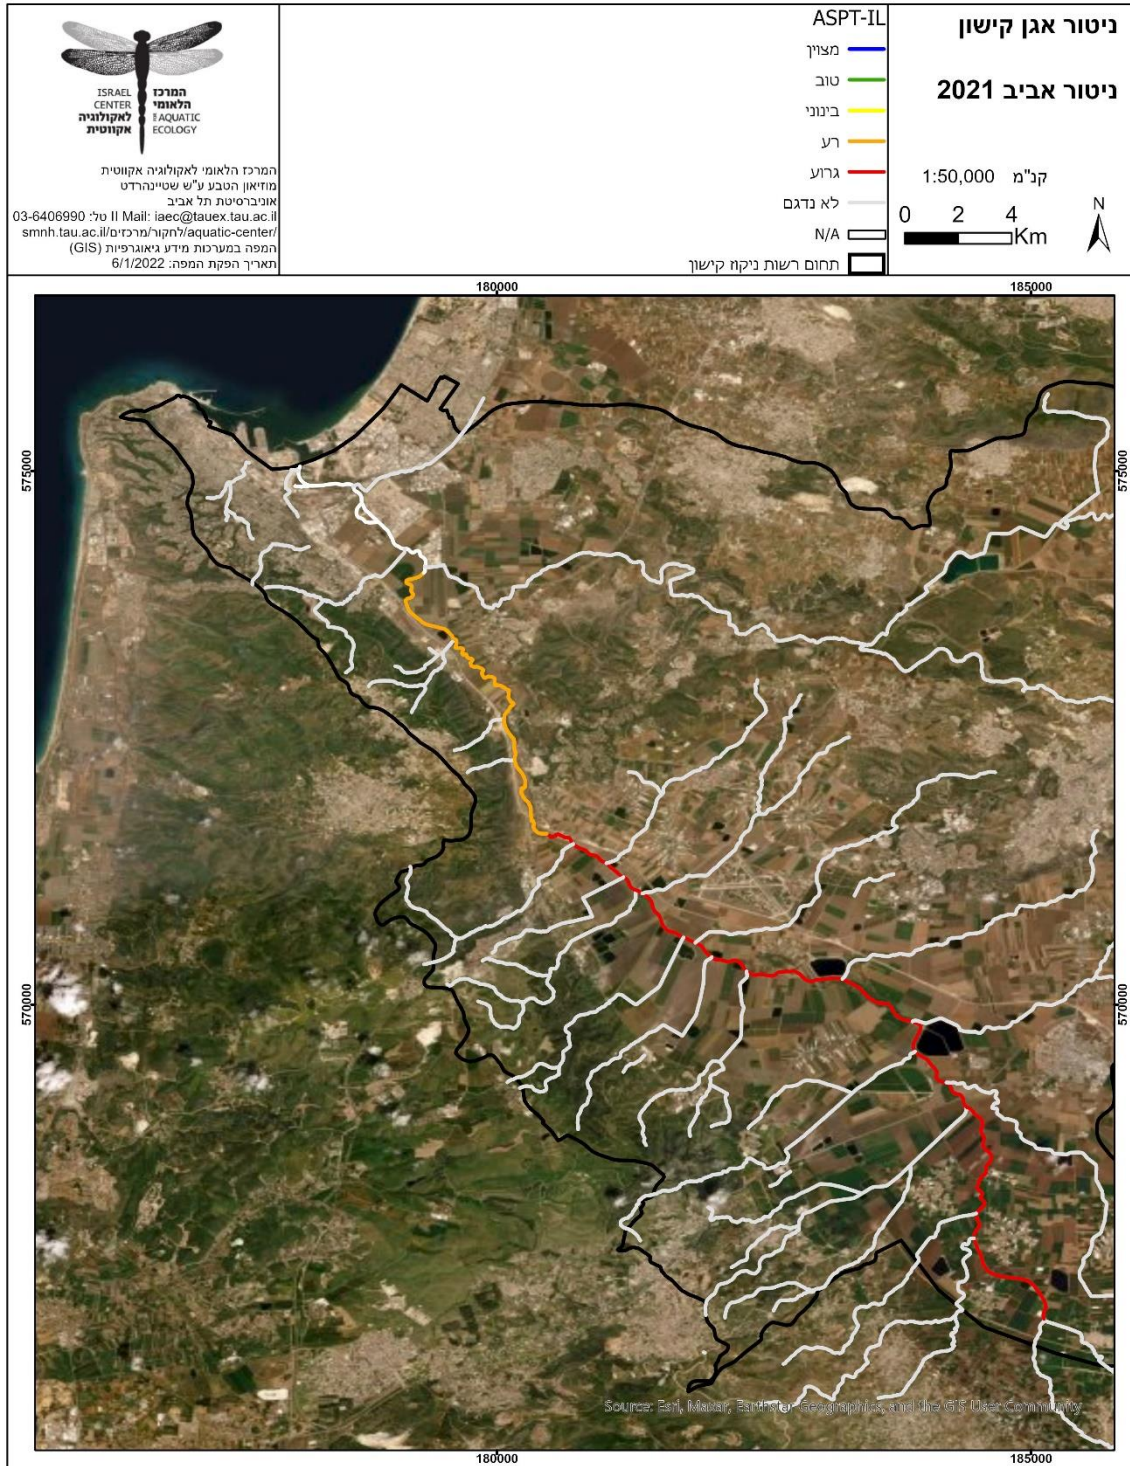 ניטור אגן קישון
ניטור אביב 2021
קנ"מ 1:50,000
N
0 2 4
Km
ASPT-IL
מצוין
טוב
בינוני
רע
גרוע
לא נדגם
N/A
תחום רשות ניקוז קישון
ISRAEL
CENTER
לאקולוגיה
אקווטית
המרכז
הלאומי
FOR AQUATIC
ECOLOGY
המרכז הלאומי לאקולוגיה אקווטית
מוזיאון הטבע ע"ש שטיינהרדט
אוניברסיטת תל אביב
טל: 03-6406990 II Mail: iaec@tauex.tau.ac.il
smnh.tau.ac.il/לחקור/מרכזים/aquatic-center/
המפה במערכות מידע גיאוגרפיות (GIS)
תאריך הפקת המפה: 6/1/2022
180000
185000
575000
575000
570000
570000
Source: Esri, Maxar, Earthstar Geographics, and the GIS User Community
180000
185000